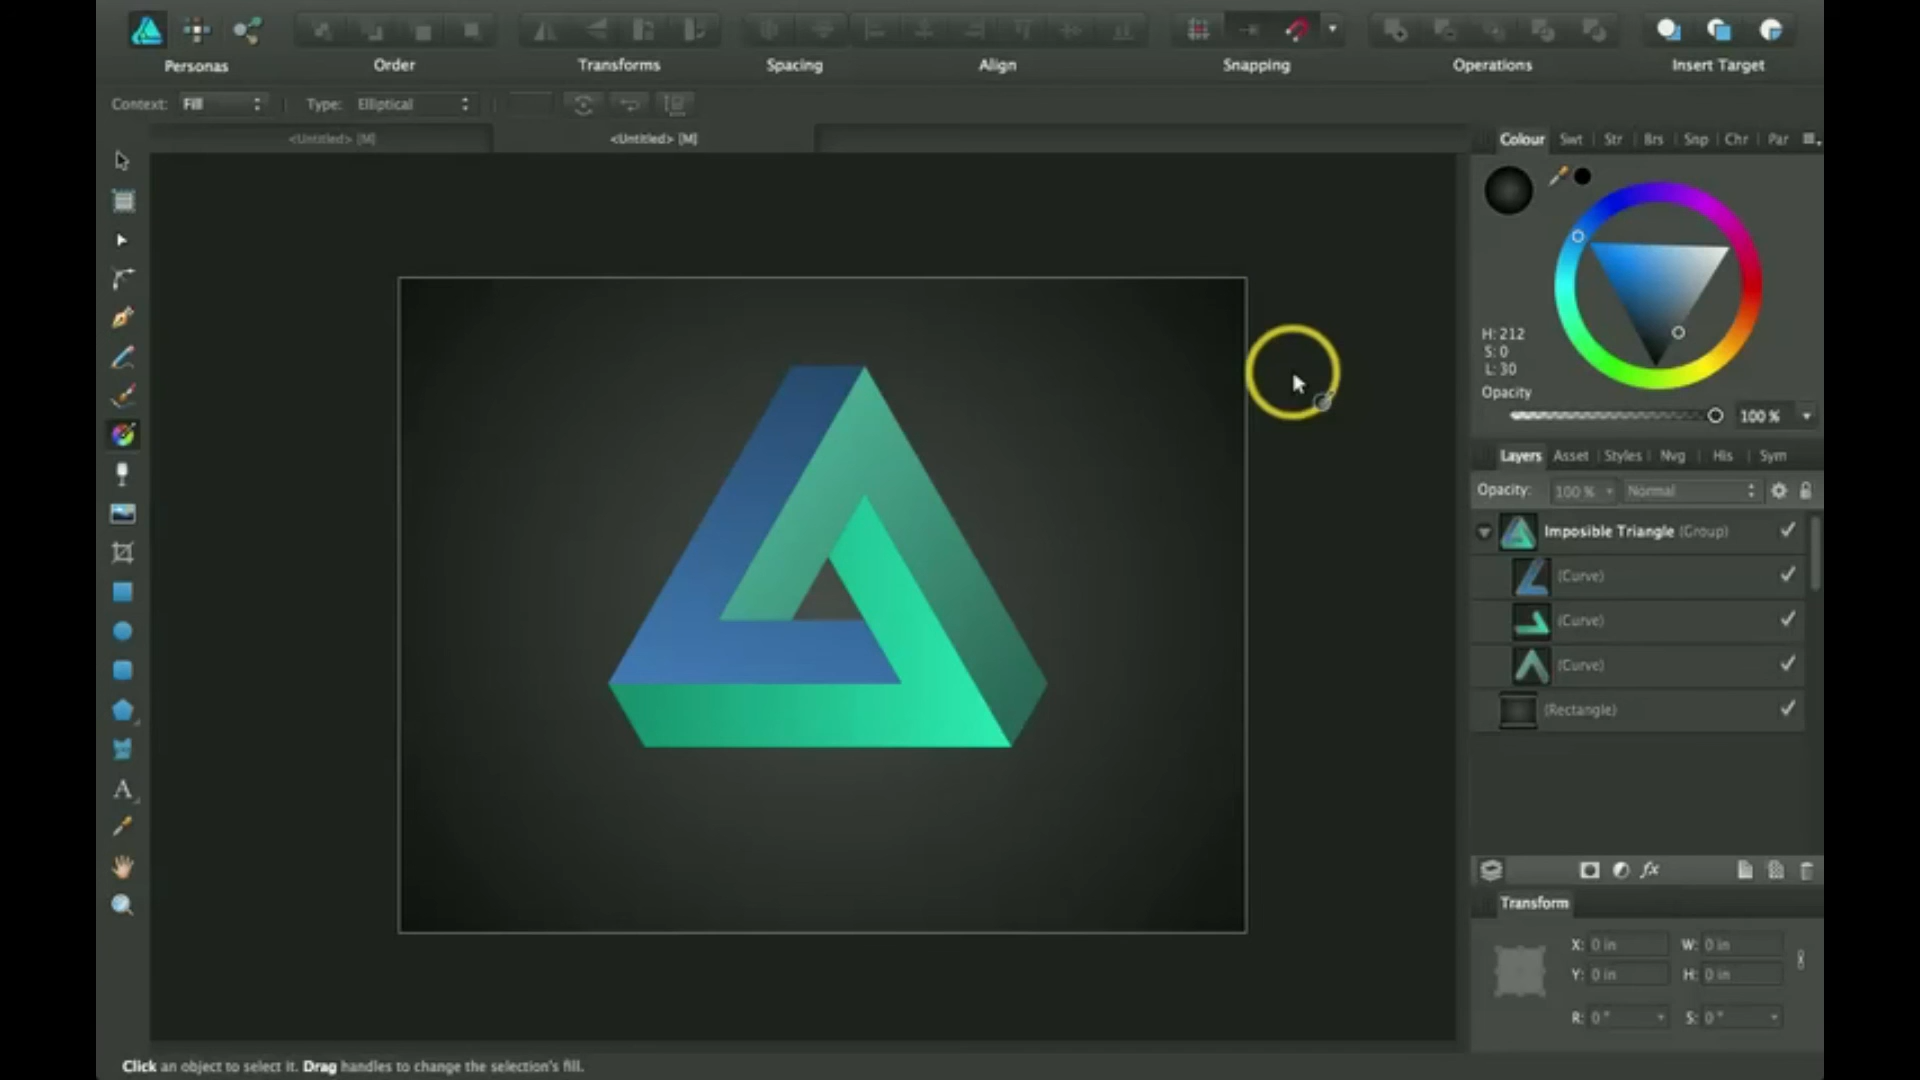 Personas
Order
Transforms
Spacing
Align
Snapping
Operations
Insert Target
Context: Fill
Type: Elliptical
<Untitled> [M]
<Untitled> [M]
Colour Swt Str Brs Snp Chr Par
H: 212
S: 0
L: 30
Opacity
100 %
Layers Asset Styles Nvg His Sym
Opacity: 100 % Normal
Imposible Triangle (Group)
(Curve)
(Curve)
(Curve)
(Rectangle)
fx
Transform
X: 0 in W: 0 in
Y: 0 in H: 0 in
R: 0 ° S: 0 °
Click an object to select it. Drag handles to change the selection's fill.